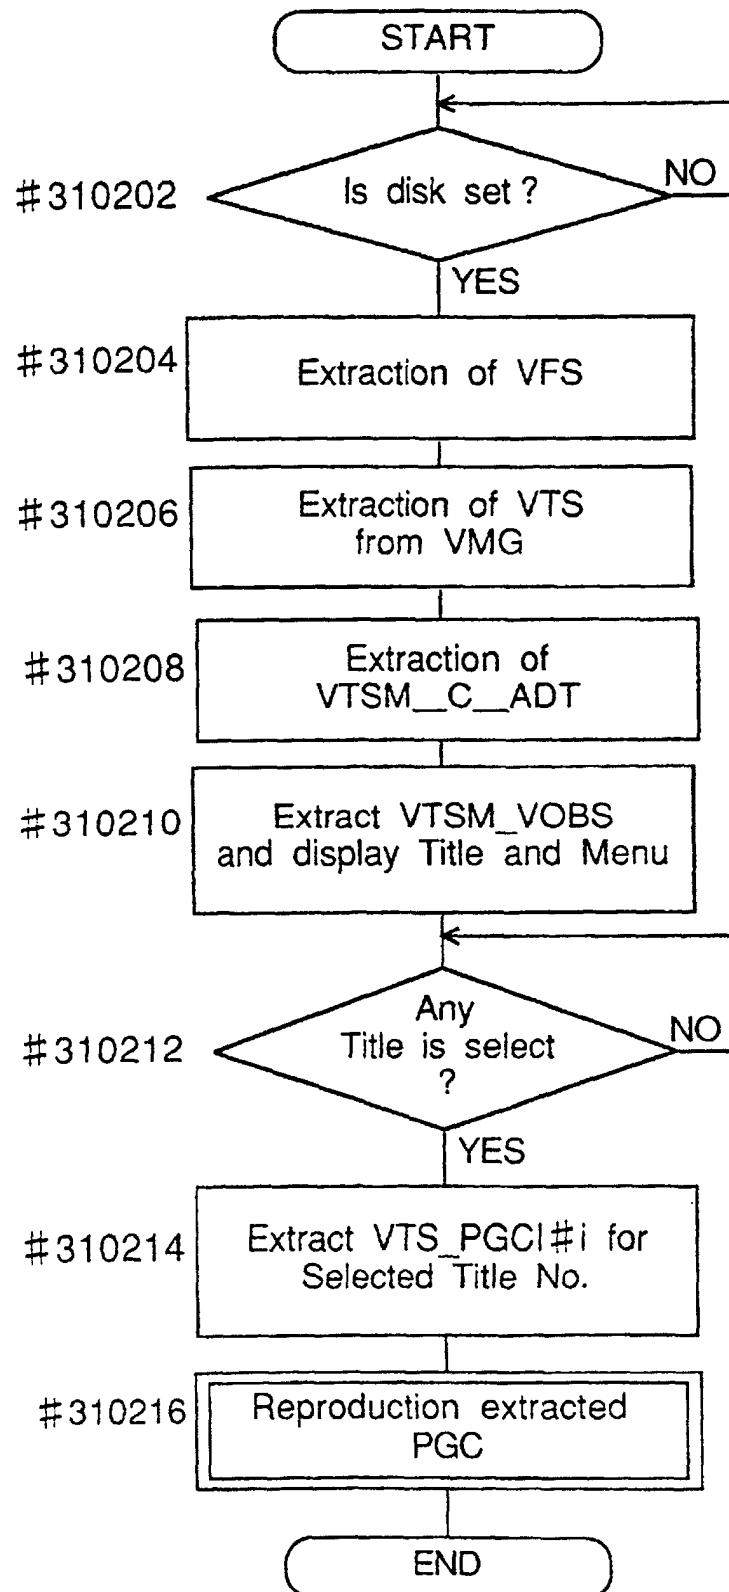 START
#310202
Is disk set ?
NO
YES
#310204
Extraction of VFS
#310206
Extraction of VTS
from VMG
#310208
Extraction of
VTSM__C__ADT
#310210
Extract VTSM_VOBS
and display Title and Menu
#310212
Any
Title is select
?
NO
YES
#310214
Extract VTS_PGCI#i for
Selected Title No.
#310216
Reproduction extracted
PGC
END